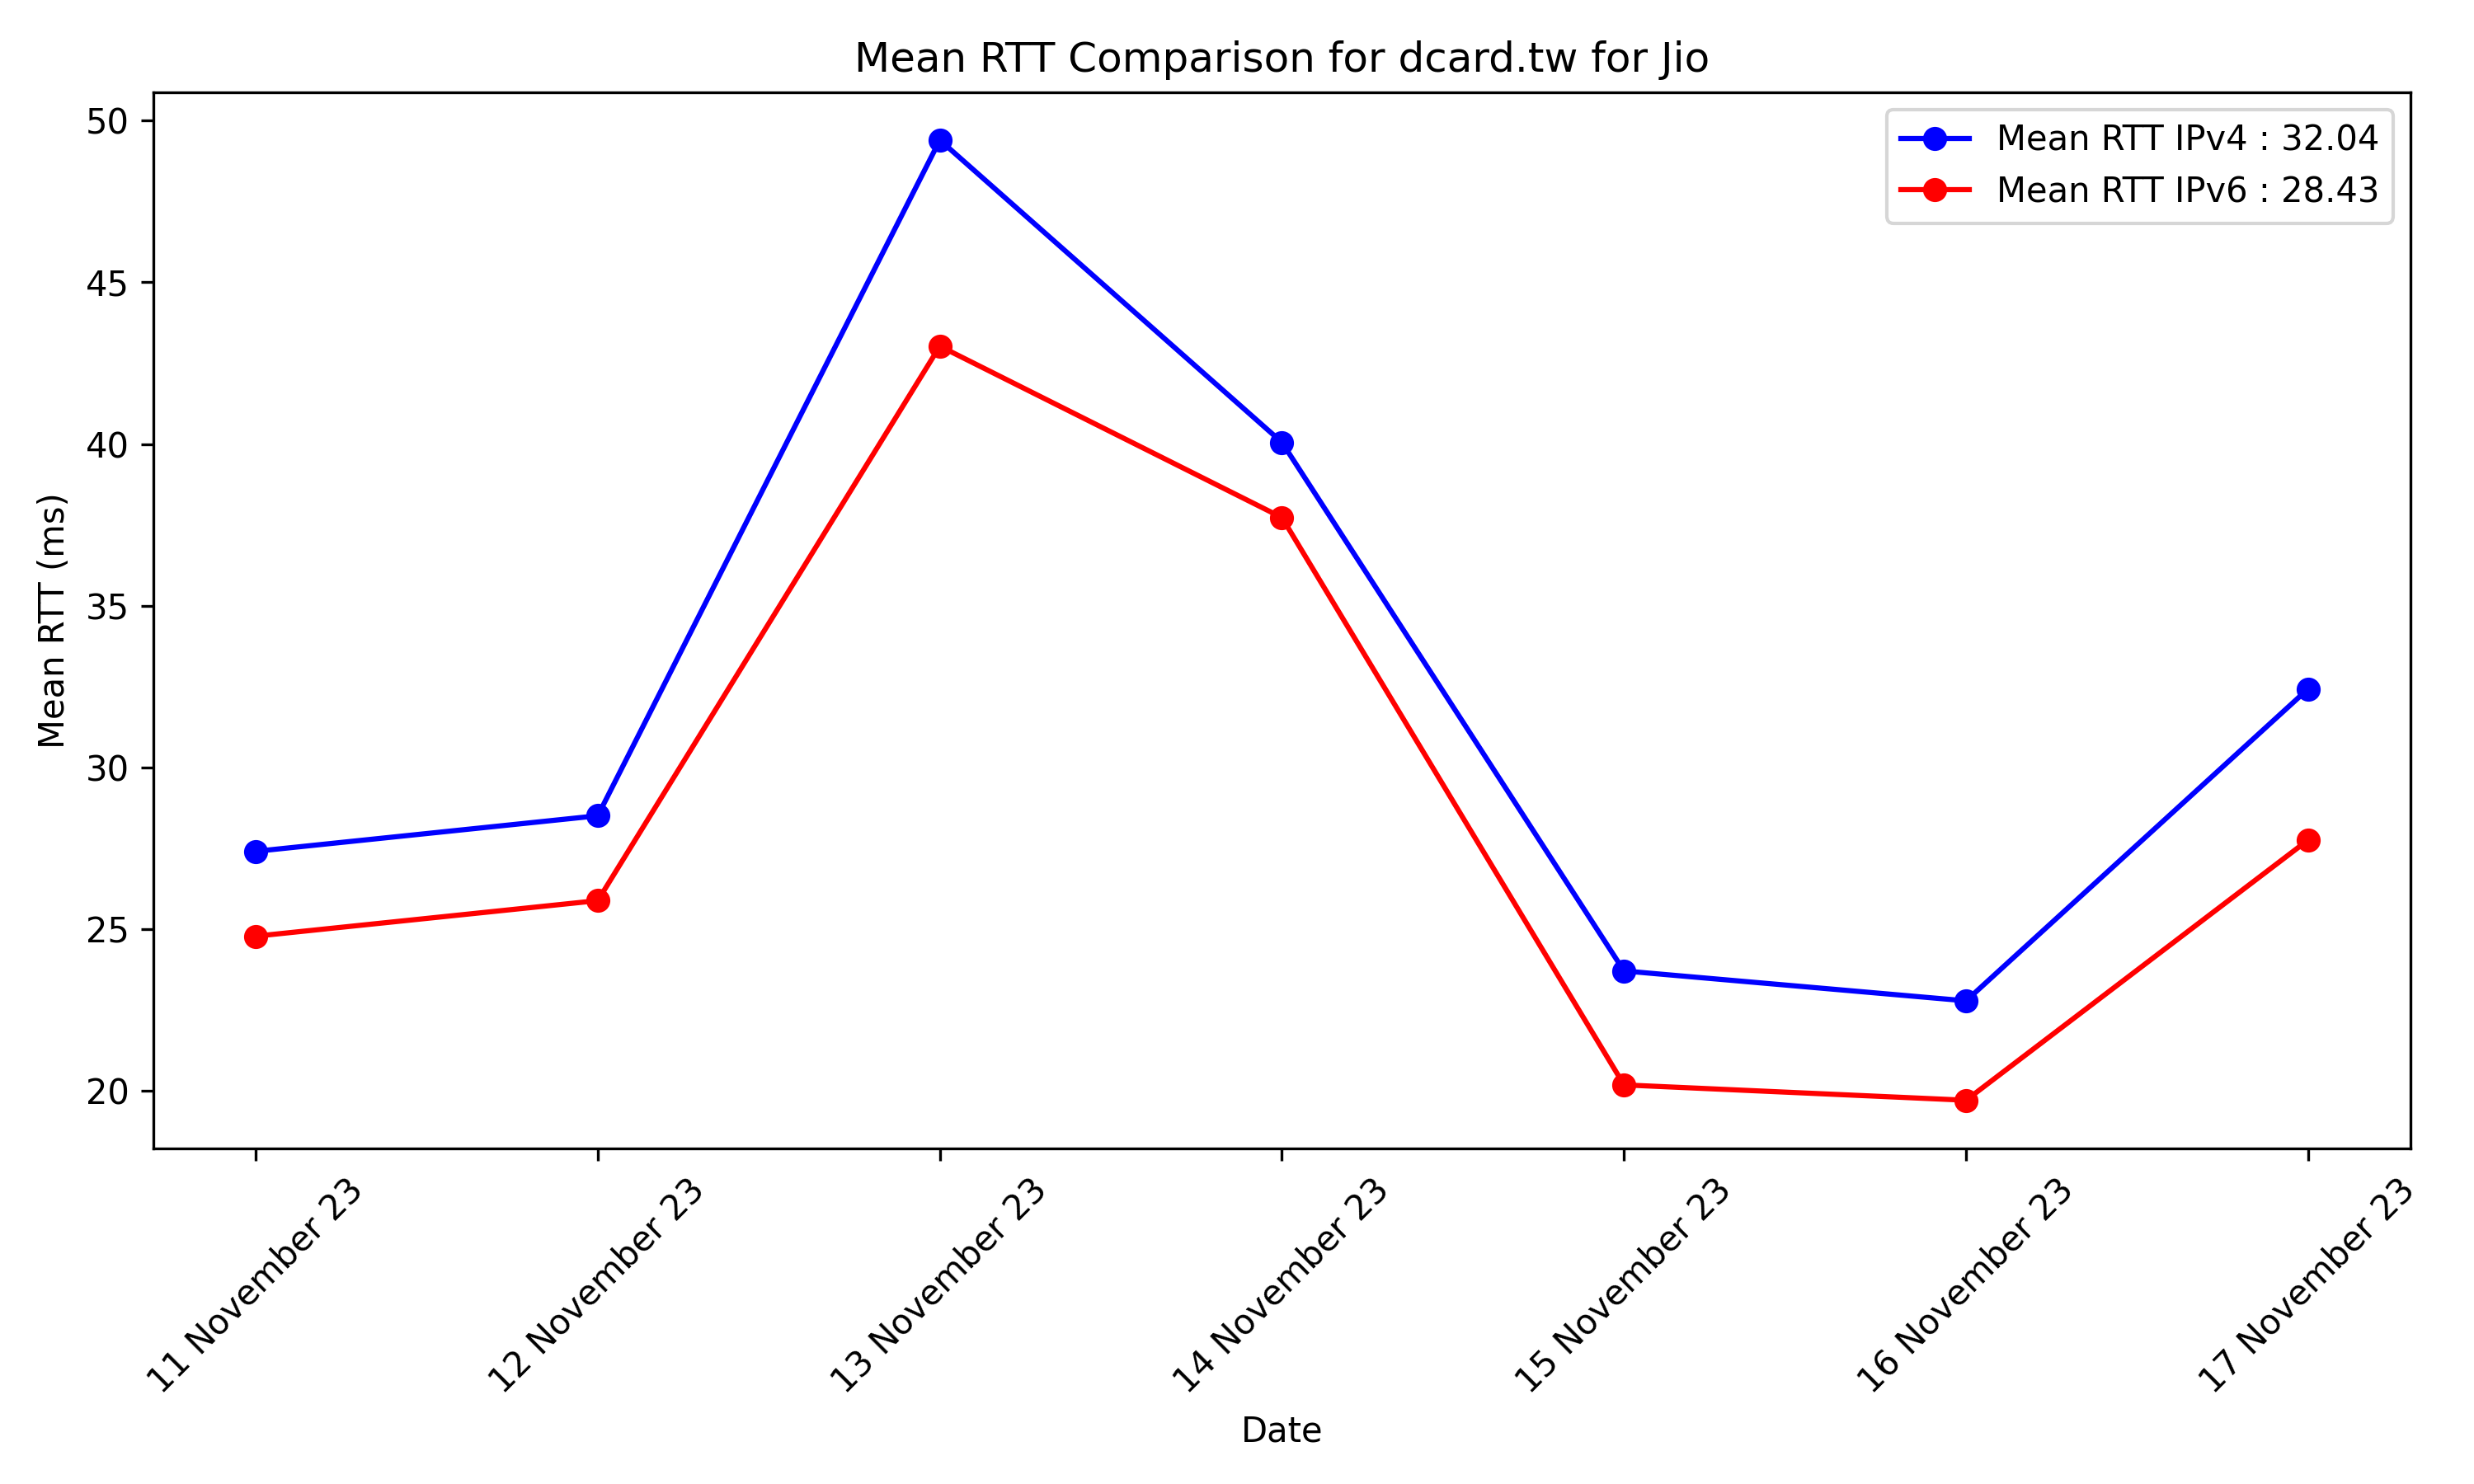 Mean RTT Comparison for dcard.tw for Jio
Mean RTT IPv4 : 32.04
Mean RTT IPv6 : 28.43
Mean RTT (ms)
50
45
40
35
30
25
20
11 November 23
12 November 23
13 November 23
14 November 23
15 November 23
16 November 23
17 November 23
Date